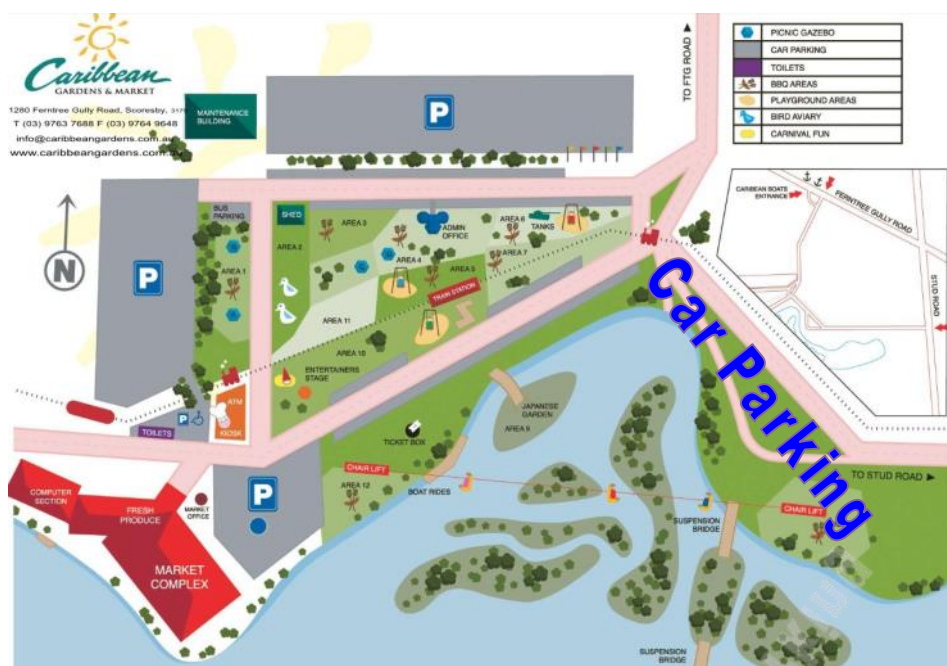 Caribbean
GARDENS & MARKET
1280 Ferntree Gully Road, Scoresby, 3179
T (03) 9763 7688 F (03) 9764 9648
info@caribbeangardens.com.au
www.caribbeangardens.com.au
MAINTENANCE
BUILDING
P
TO FTG ROAD
PICNIC GAZEBO
CAR PARKING
TOILETS
BBQ AREAS
PLAYGROUND AREAS
BIRD AVIARY
CARNIVAL FUN
CARIBEAN BOATS
ENTRANCE
FERNTREE GULLY ROAD
STUD ROAD
N
P
BUS
PARKING
AREA 1
SHED
AREA 2
AREA 3
ADMIN
OFFICE
AREA 6
TANKS
AREA 7
AREA 4
AREA 5
TRAIN STATION
AREA 11
AREA 10
ENTERTAINERS
STAGE
Car Parking
ATM
KIOSK
P
TOILETS
JAPANESE
GARDEN
AREA 9
TICKET BOX
CHAIR LIFT
AREA 12
BOAT RIDES
P
TO STUD ROAD
CHAIR LIFT
SUSPENSION
BRIDGE
COMPUTER
SECTION
FRESH
PRODUCE
MARKET
OFFICE
MARKET
COMPLEX
SUSPENSION
BRIDGE